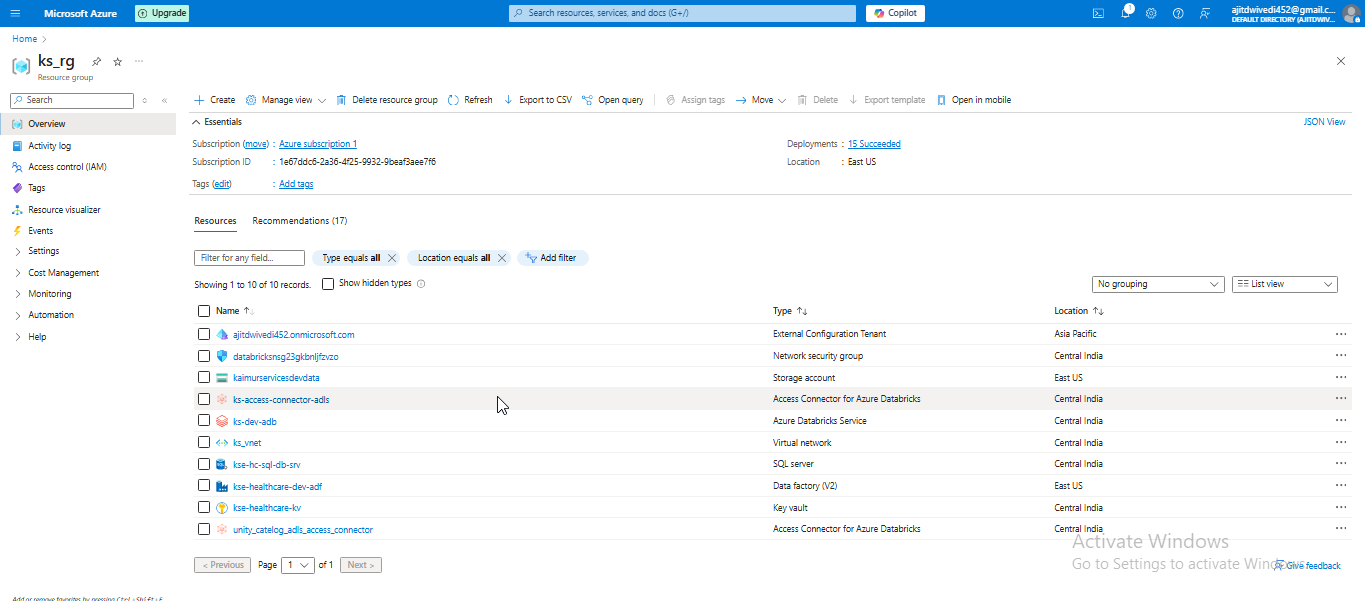 Microsoft Azure
Upgrade
Search resources, services, and docs (G+/)
Copilot
1
ajitdwivedi452@gmail.c...
DEFAULT DIRECTORY (AJITDWIV...
Home
ks_rg
Resource group
Search
Overview
Activity log
Access control (IAM)
Tags
Resource visualizer
Events
Settings
Cost Management
Monitoring
Automation
Help
Add or remove favorites by pressing Ctrl+Shift+F
Create Manage view Delete resource group Refresh Export to CSV Open query Assign tags Move Delete Export template Open in mobile
Essentials
JSON View
Subscription (move) : Azure subscription 1
Deployments : 15 Succeeded
Subscription ID : 1e67ddc6-2a36-4f25-9932-9beaf3aee7f6
Location : East US
Tags (edit) : Add tags
Resources Recommendations (17)
Filter for any field... Type equals all Location equals all Add filter
Showing 1 to 10 of 10 records. Show hidden types
No grouping List view
Name Type Location
ajitdwivedi452.onmicrosoft.com External Configuration Tenant Asia Pacific ...
databricksnsg23gkbnljfzvzo Network security group Central India ...
kaimurservicesdevdata Storage account East US ...
ks-access-connector-adls Access Connector for Azure Databricks Central India ...
ks-dev-adb Azure Databricks Service Central India ...
ks_vnet Virtual network Central India ...
kse-hc-sql-db-srv SQL server Central India ...
kse-healthcare-dev-adf Data factory (V2) East US ...
kse-healthcare-kv Key vault Central India ...
unity_catelog_adls_access_connector Access Connector for Azure Databricks Central India ...
< Previous Page 1 of 1 Next >
Activate Windows
Go to Settings to activate Windows.
Give feedback